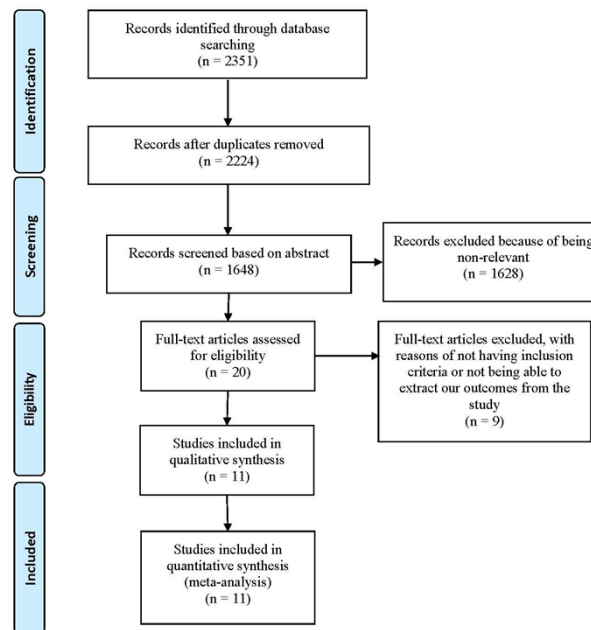 Identification
Records identified through database
searching
(n = 2351)
Records after duplicates removed
(n = 2224)
Screening
Records screened based on abstract
(n = 1648)
Records excluded because of being
non-relevant
(n = 1628)
Eligibility
Full-text articles assessed
for eligibility
(n = 20)
Full-text articles excluded, with
reasons of not having inclusion
criteria or not being able to
extract our outcomes from the
study
(n = 9)
Studies included in
qualitative synthesis
(n = 11)
Included
Studies included in
quantitative synthesis
(meta-analysis)
(n = 11)